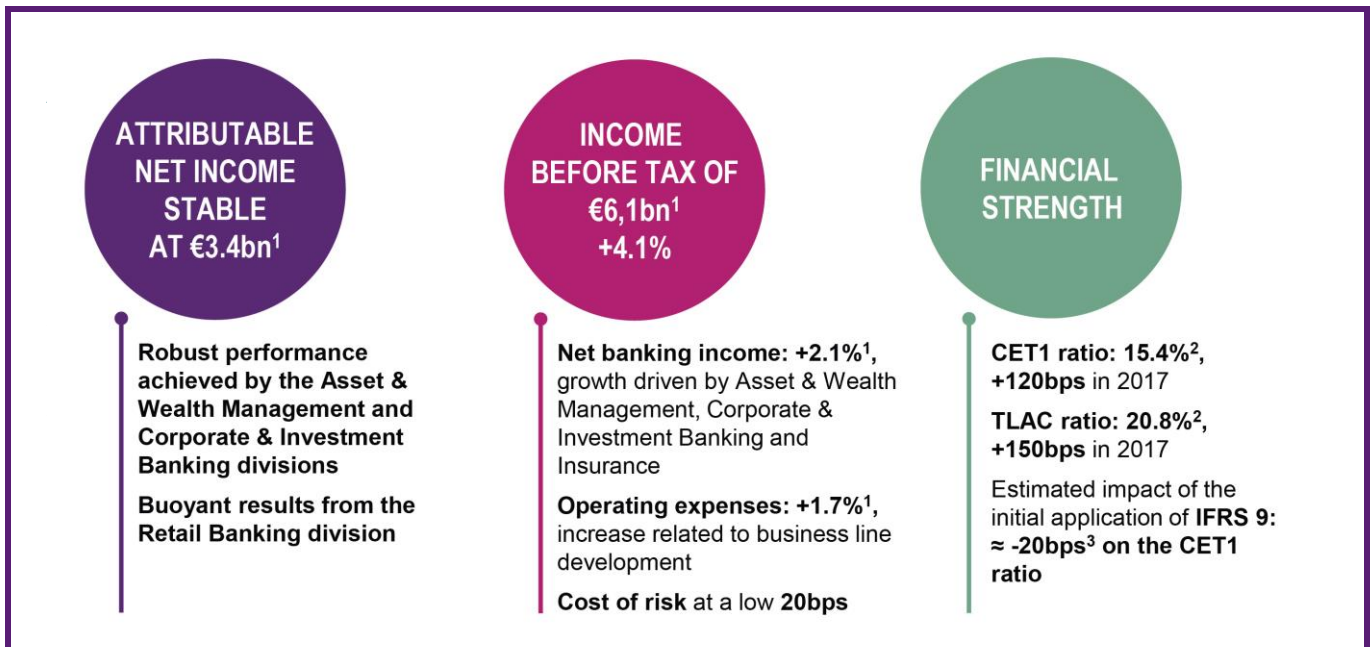 ATTRIBUTABLE
NET INCOME
STABLE
AT €3.4bn¹
Robust performance
achieved by the Asset &
Wealth Management and
Corporate & Investment
Banking divisions
Buoyant results from the
Retail Banking division
INCOME
BEFORE TAX OF
€6,1bn¹
+4.1%
Net banking income: +2.1%¹,
growth driven by Asset & Wealth
Management, Corporate &
Investment Banking and
Insurance
Operating expenses: +1.7%¹,
increase related to business line
development
Cost of risk at a low 20bps
FINANCIAL
STRENGTH
CET1 ratio: 15.4%²,
+120bps in 2017
TLAC ratio: 20.8%²,
+150bps in 2017
Estimated impact of the
initial application of IFRS 9:
≈ -20bps³ on the CET1
ratio